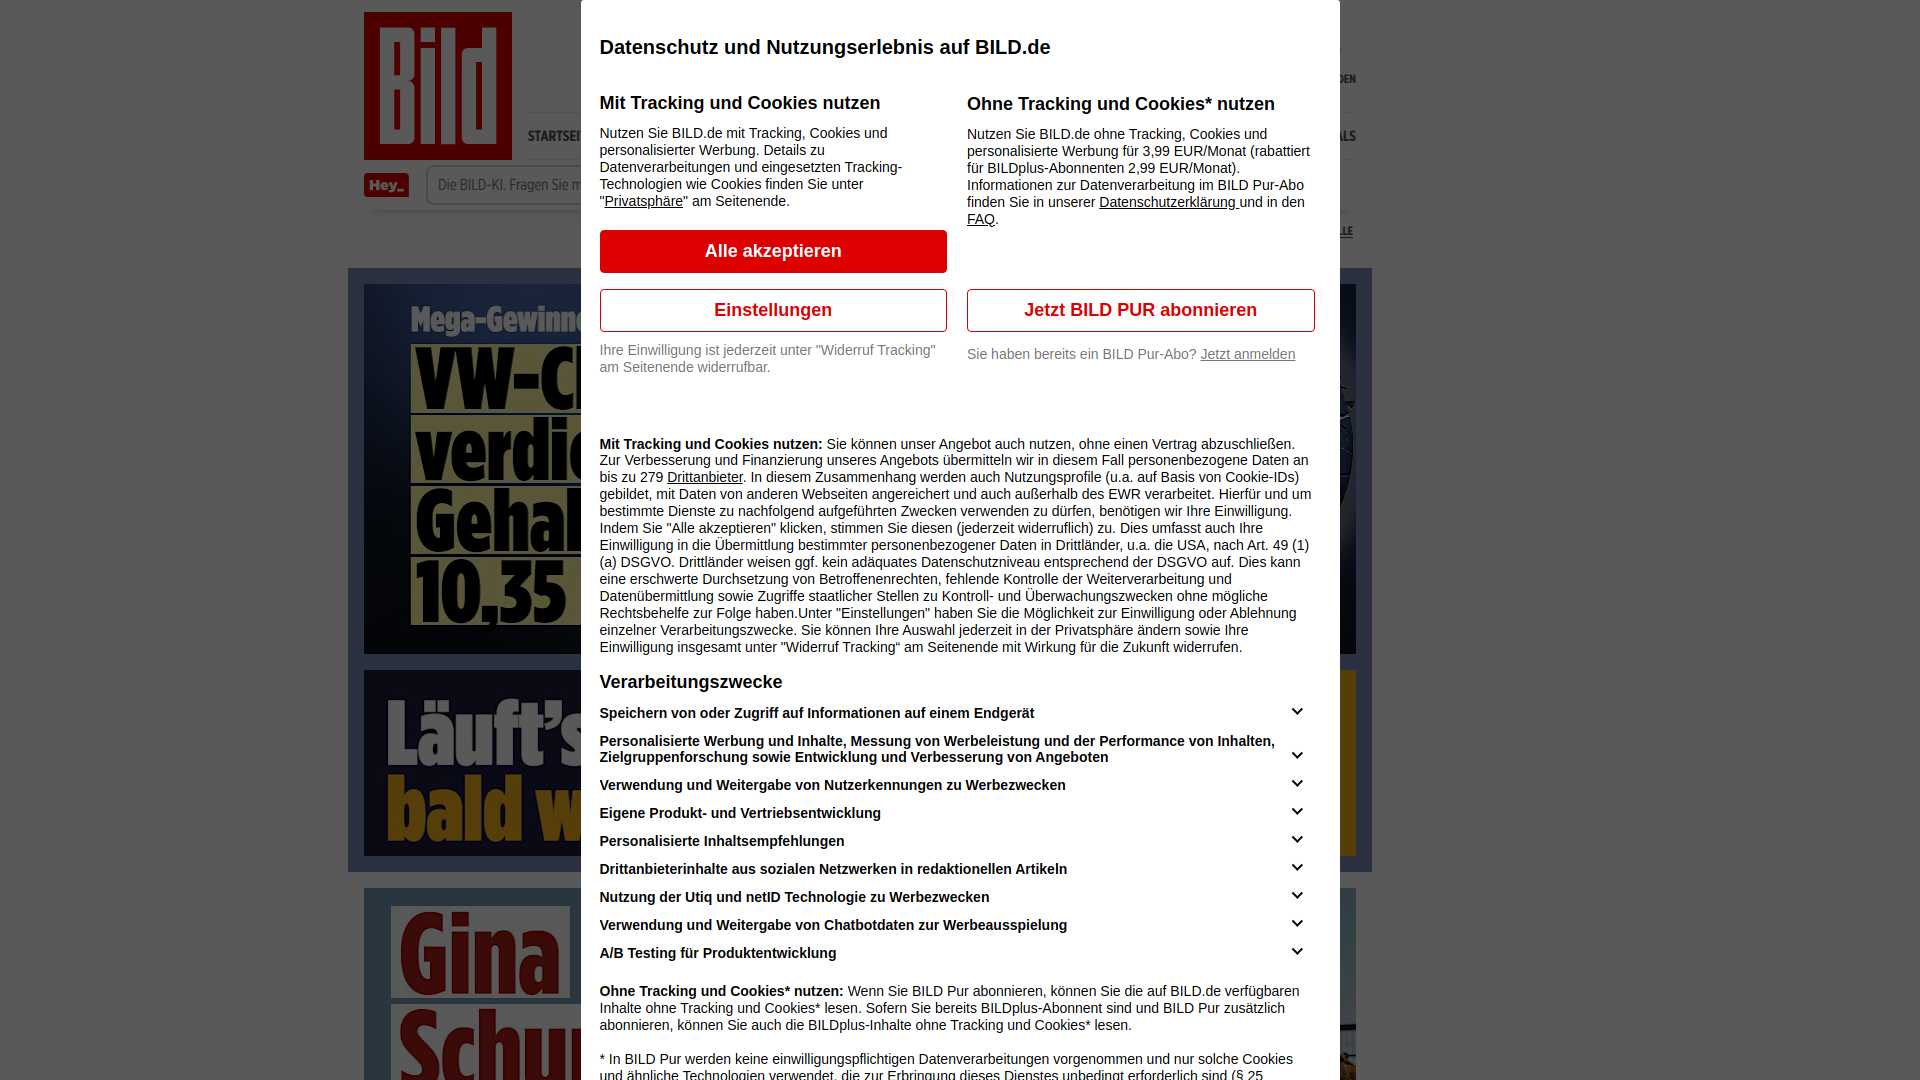 Datenschutz und Nutzungserlebnis auf BILD.de
Mit Tracking und Cookies nutzen
Nutzen Sie BILD.de mit Tracking, Cookies und
personalisierter Werbung. Details zu
Datenverarbeitungen und eingesetzten Tracking-
Technologien wie Cookies finden Sie unter
"Privatsphäre" am Seitenende.
Alle akzeptieren
Einstellungen
Ihre Einwilligung ist jederzeit unter "Widerruf Tracking"
am Seitenende widerrufbar.
Ohne Tracking und Cookies* nutzen
Nutzen Sie BILD.de ohne Tracking, Cookies und
personalisierte Werbung für 3,99 EUR/Monat (rabattiert
für BILDplus-Abonnenten 2,99 EUR/Monat).
Informationen zur Datenverarbeitung im BILD Pur-Abo
finden Sie in unserer Datenschutzerklärung und in den
FAQ.
Jetzt BILD PUR abonnieren
Sie haben bereits ein BILD Pur-Abo? Jetzt anmelden
Mit Tracking und Cookies nutzen: Sie können unser Angebot auch nutzen, ohne einen Vertrag abzuschließen.
Zur Verbesserung und Finanzierung unseres Angebots übermitteln wir in diesem Fall personenbezogene Daten an
bis zu 279 Drittanbieter. In diesem Zusammenhang werden auch Nutzungsprofile (u.a. auf Basis von Cookie-IDs)
gebildet, mit Daten von anderen Webseiten angereichert und auch außerhalb des EWR verarbeitet. Hierfür und um
bestimmte Dienste zu nachfolgend aufgeführten Zwecken verwenden zu dürfen, benötigen wir Ihre Einwilligung.
Indem Sie "Alle akzeptieren" klicken, stimmen Sie diesen (jederzeit widerruflich) zu. Dies umfasst auch Ihre
Einwilligung in die Übermittlung bestimmter personenbezogener Daten in Drittländer, u.a. die USA, nach Art. 49 (1)
(a) DSGVO. Drittländer weisen ggf. kein adäquates Datenschutzniveau entsprechend der DSGVO auf. Dies kann
eine erschwerte Durchsetzung von Betroffenenrechten, fehlende Kontrolle der Weiterverarbeitung und
Datenübermittlung sowie Zugriffe staatlicher Stellen zu Kontroll- und Überwachungszwecken ohne mögliche
Rechtsbehelfe zur Folge haben.Unter "Einstellungen" haben Sie die Möglichkeit zur Einwilligung oder Ablehnung
einzelner Verarbeitungszwecke. Sie können Ihre Auswahl jederzeit in der Privatsphäre ändern sowie Ihre
Einwilligung insgesamt unter "Widerruf Tracking“ am Seitenende mit Wirkung für die Zukunft widerrufen.
Verarbeitungszwecke
Speichern von oder Zugriff auf Informationen auf einem Endgerät
Personalisierte Werbung und Inhalte, Messung von Werbeleistung und der Performance von Inhalten,
Zielgruppenforschung sowie Entwicklung und Verbesserung von Angeboten
Verwendung und Weitergabe von Nutzerkennungen zu Werbezwecken
Eigene Produkt- und Vertriebsentwicklung
Personalisierte Inhaltsempfehlungen
Drittanbieterinhalte aus sozialen Netzwerken in redaktionellen Artikeln
Nutzung der Utiq und netID Technologie zu Werbezwecken
Verwendung und Weitergabe von Chatbotdaten zur Werbeausspielung
A/B Testing für Produktentwicklung
Ohne Tracking und Cookies* nutzen: Wenn Sie BILD Pur abonnieren, können Sie die auf BILD.de verfügbaren
Inhalte ohne Tracking und Cookies* lesen. Sofern Sie bereits BILDplus-Abonnent sind und BILD Pur zusätzlich
abonnieren, können Sie auch die BILDplus-Inhalte ohne Tracking und Cookies* lesen.
* In BILD Pur werden keine einwilligungspflichtigen Datenverarbeitungen vorgenommen und nur solche Cookies
und ähnliche Technologien verwendet, die zur Erbringung dieses Dienstes unbedingt erforderlich sind (§ 25
Bild
STARTSEI
Hey_
Die BILD-KI. Fragen Sie m
Mega-Gewinn
VW-C
verdi
Gehal
10,35
Läuft's
bald w
Gina
Schu